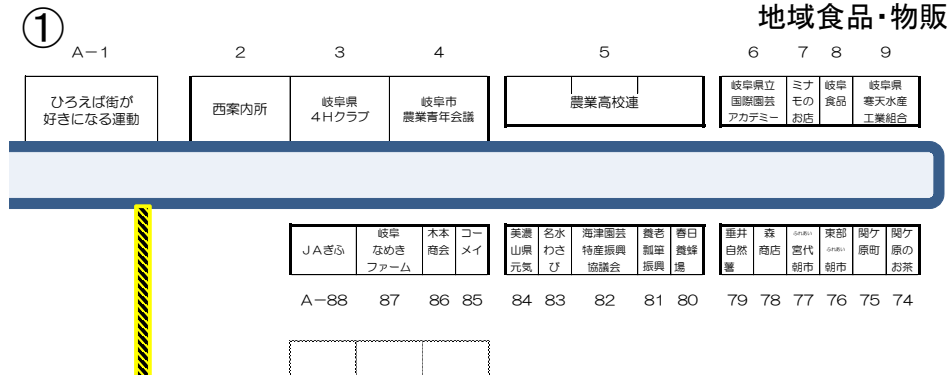 ①
地域食品・物販
A－1 2 3 4 5 6 7 8 9
ひろえば街が
好きになる運動
西案内所
岐阜県
4Hクラブ
岐阜市
農業青年会議
農業高校連
岐阜県立
国際園芸
アカデミー
ミナ
モの
お店
岐阜
食品
岐阜県
寒天水産
工業組合
JAぎふ
岐阜
なめき
ファーム
木本
商会
コー
メイ
美濃
山県
元気
名水
わさ
び
海津園芸
特産振興
協議会
養老
瓢箪
振興
春日
養蜂
場
垂井
自然
薯
森
商店
ふれあい
宮代
朝市
東部
ふれあい
朝市
関ケ
原町
関ケ
原の
お茶
A－88 87 86 85 84 83 82 81 80 79 78 77 76 75 74